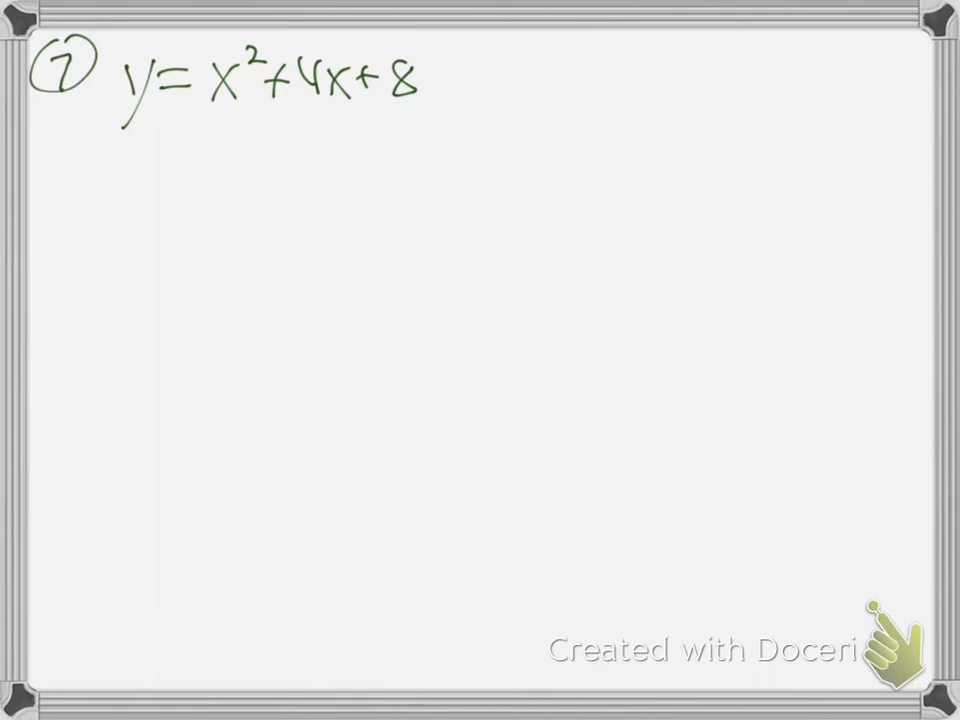 ⑦ y = x² + 4x + 8
Created with Doceri